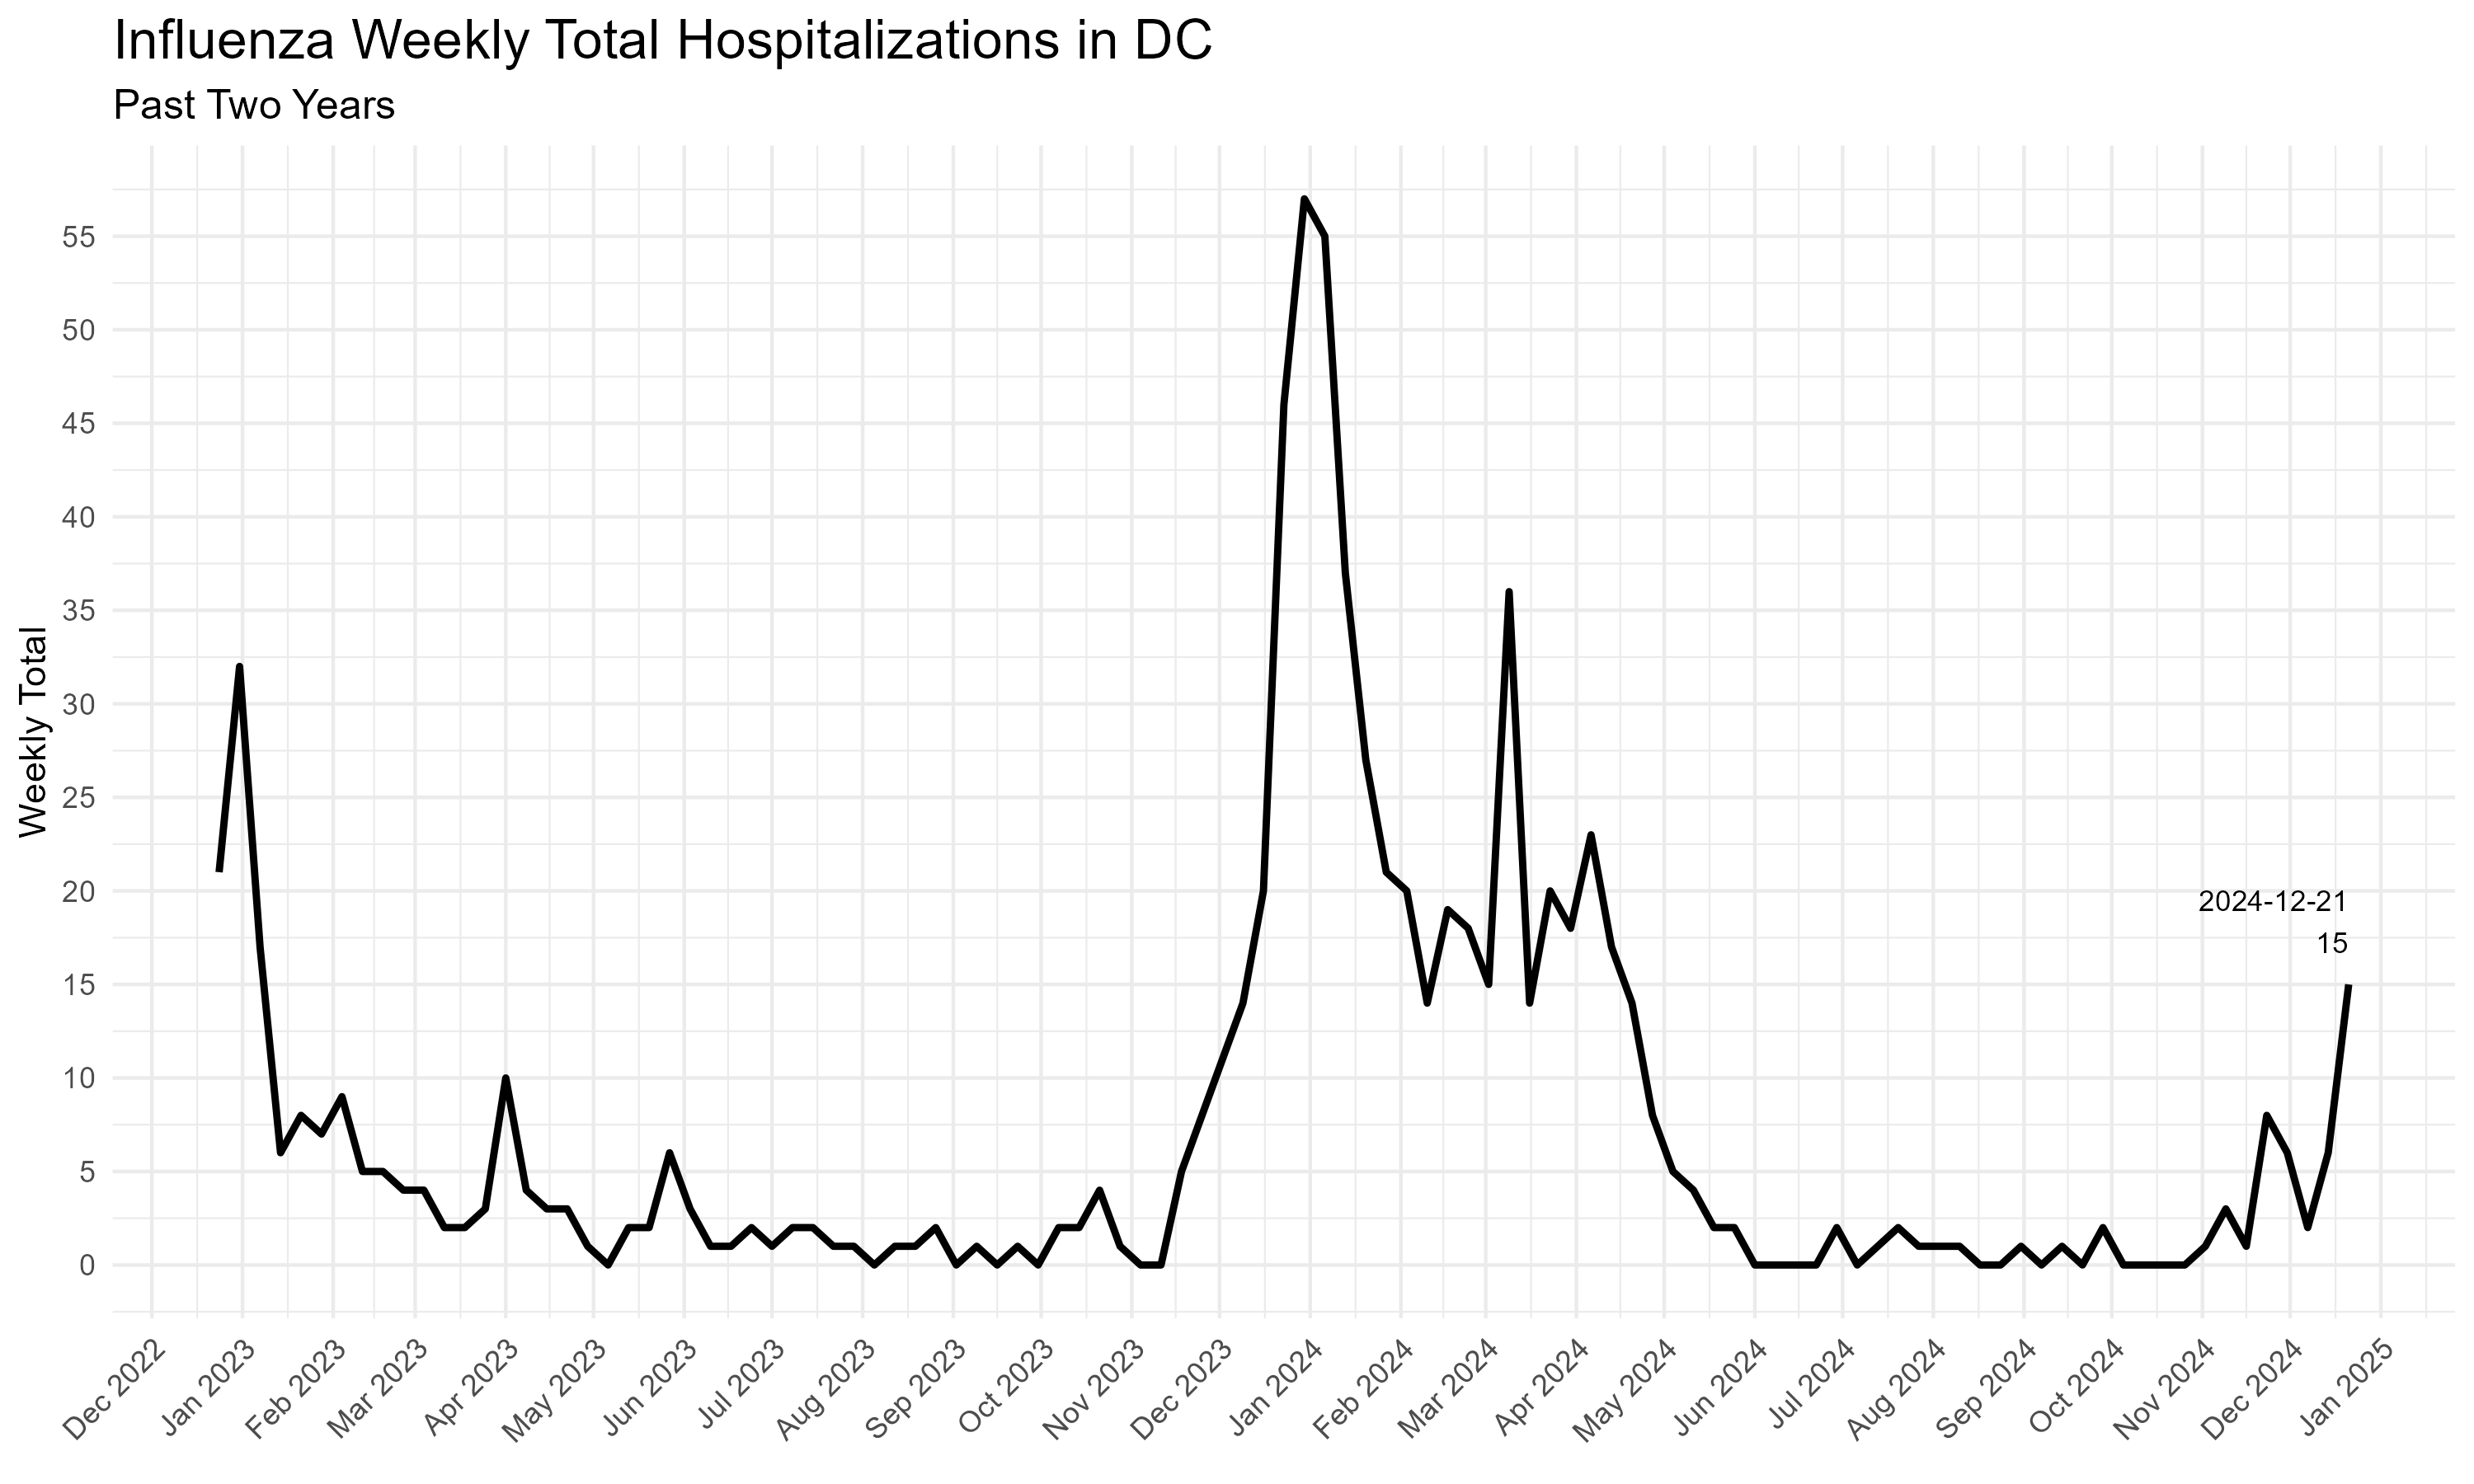 Influenza Weekly Total Hospitalizations in DC
Past Two Years
Weekly Total
55
50
45
40
35
30
25
20
15
10
5
0
2024-12-21
15
Dec 2022
Jan 2023
Feb 2023
Mar 2023
Apr 2023
May 2023
Jun 2023
Jul 2023
Aug 2023
Sep 2023
Oct 2023
Nov 2023
Dec 2023
Jan 2024
Feb 2024
Mar 2024
Apr 2024
May 2024
Jun 2024
Jul 2024
Aug 2024
Sep 2024
Oct 2024
Nov 2024
Dec 2024
Jan 2025